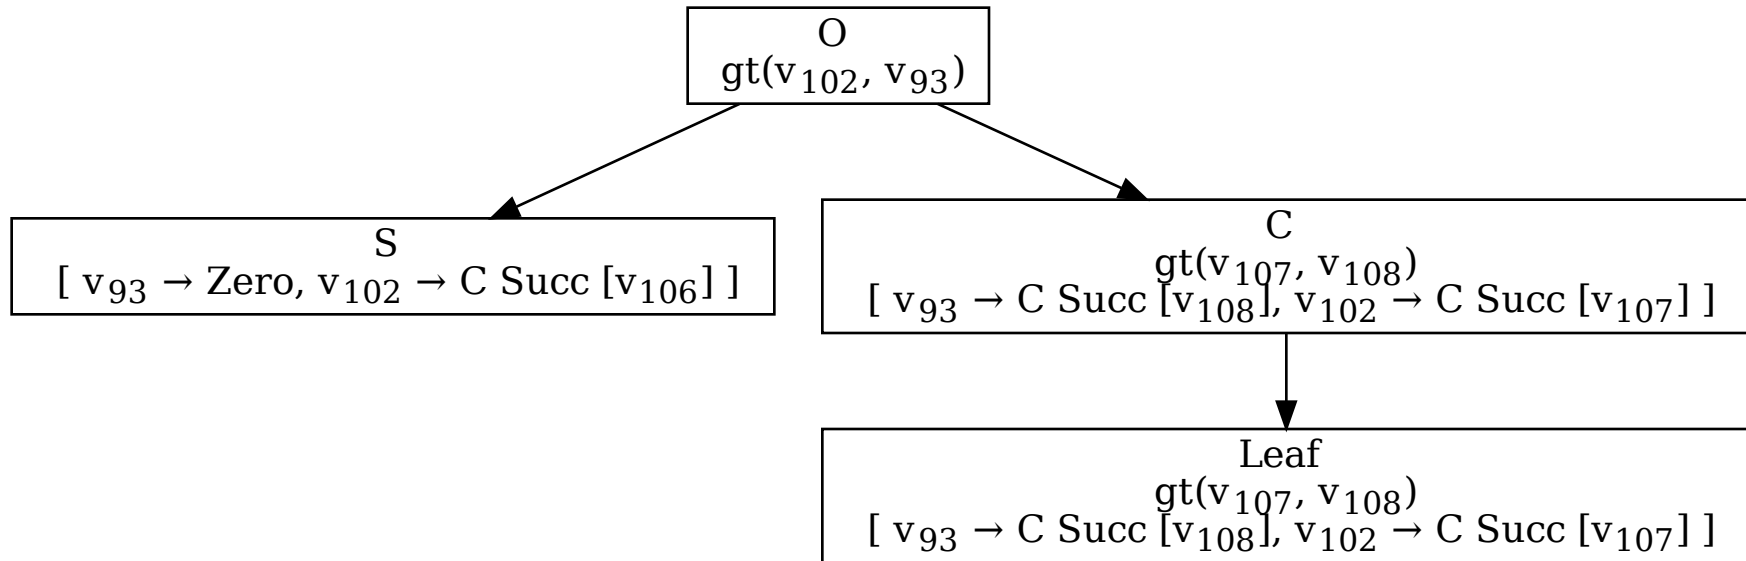 O
gt(v102, v93)
S
[ v93 → Zero, v102 → C Succ [v106] ]
C
gt(v107, v108)
[ v93 → C Succ [v108], v102 → C Succ [v107] ]
Leaf
gt(v107, v108)
[ v93 → C Succ [v108], v102 → C Succ [v107] ]